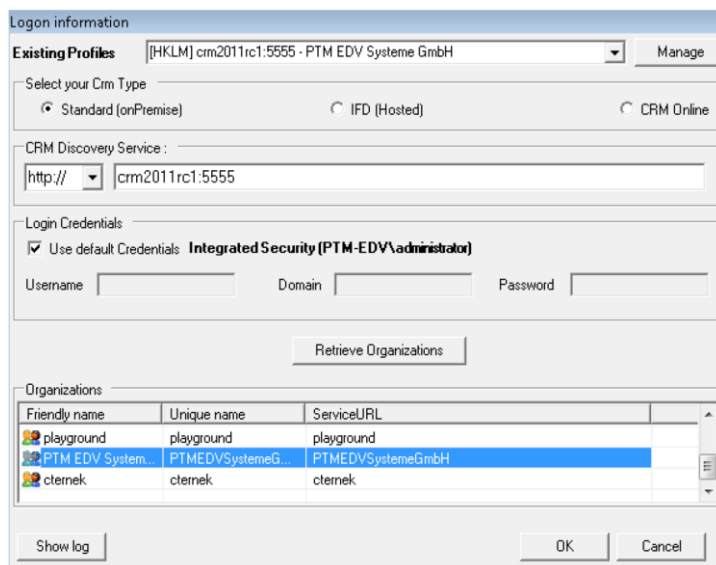 Logon information
Existing Profiles [HKLM] crm2011rc1:5555 - PTM EDV Systeme GmbH Manage
Select your Crm Type
Standard (onPremise) IFD (Hosted) CRM Online
CRM Discovery Service :
http:// crm2011rc1:5555
Login Credentials
Use default Credentials Integrated Security (PTM-EDV\administrator)
Username Domain Password
Retrieve Organizations
Organizations
Friendly name Unique name ServiceURL
playground playground playground
PTM EDV System... PTMEDVSystemeG... PTMEDVSystemeGmbH
cternek cternek cternek
Show log OK Cancel